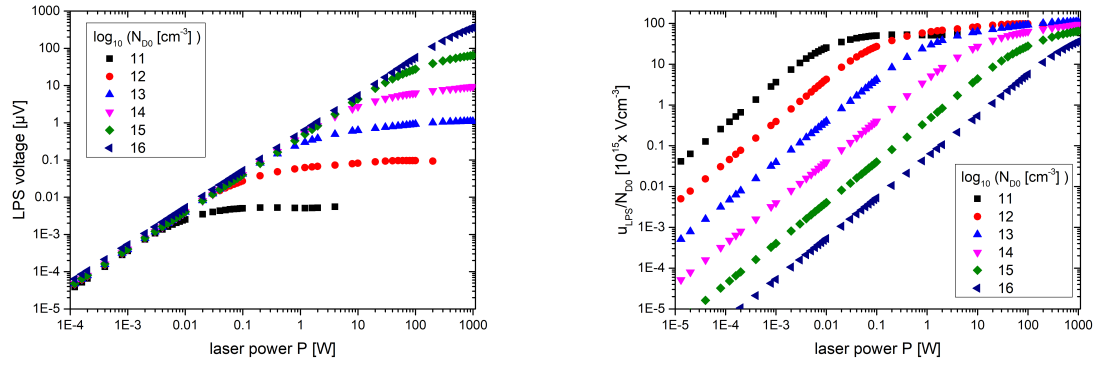 1000
100
10
1
0.1
0.01
1E-3
1E-4
1E-5
LPS voltage [µV]
log10 (ND0 [cm-3] )
11
12
13
14
15
16
1E-4 1E-3 0.01 0.1 1 10 100 1000
laser power P [W]
100
10
1
0.1
0.01
1E-3
1E-4
1E-5
uLPS/ND0 [10^15x Vcm-3]
log10 (ND0 [cm-3] )
11
12
13
14
15
16
1E-5 1E-4 1E-3 0.01 0.1 1 10 100 1000
laser power P [W]